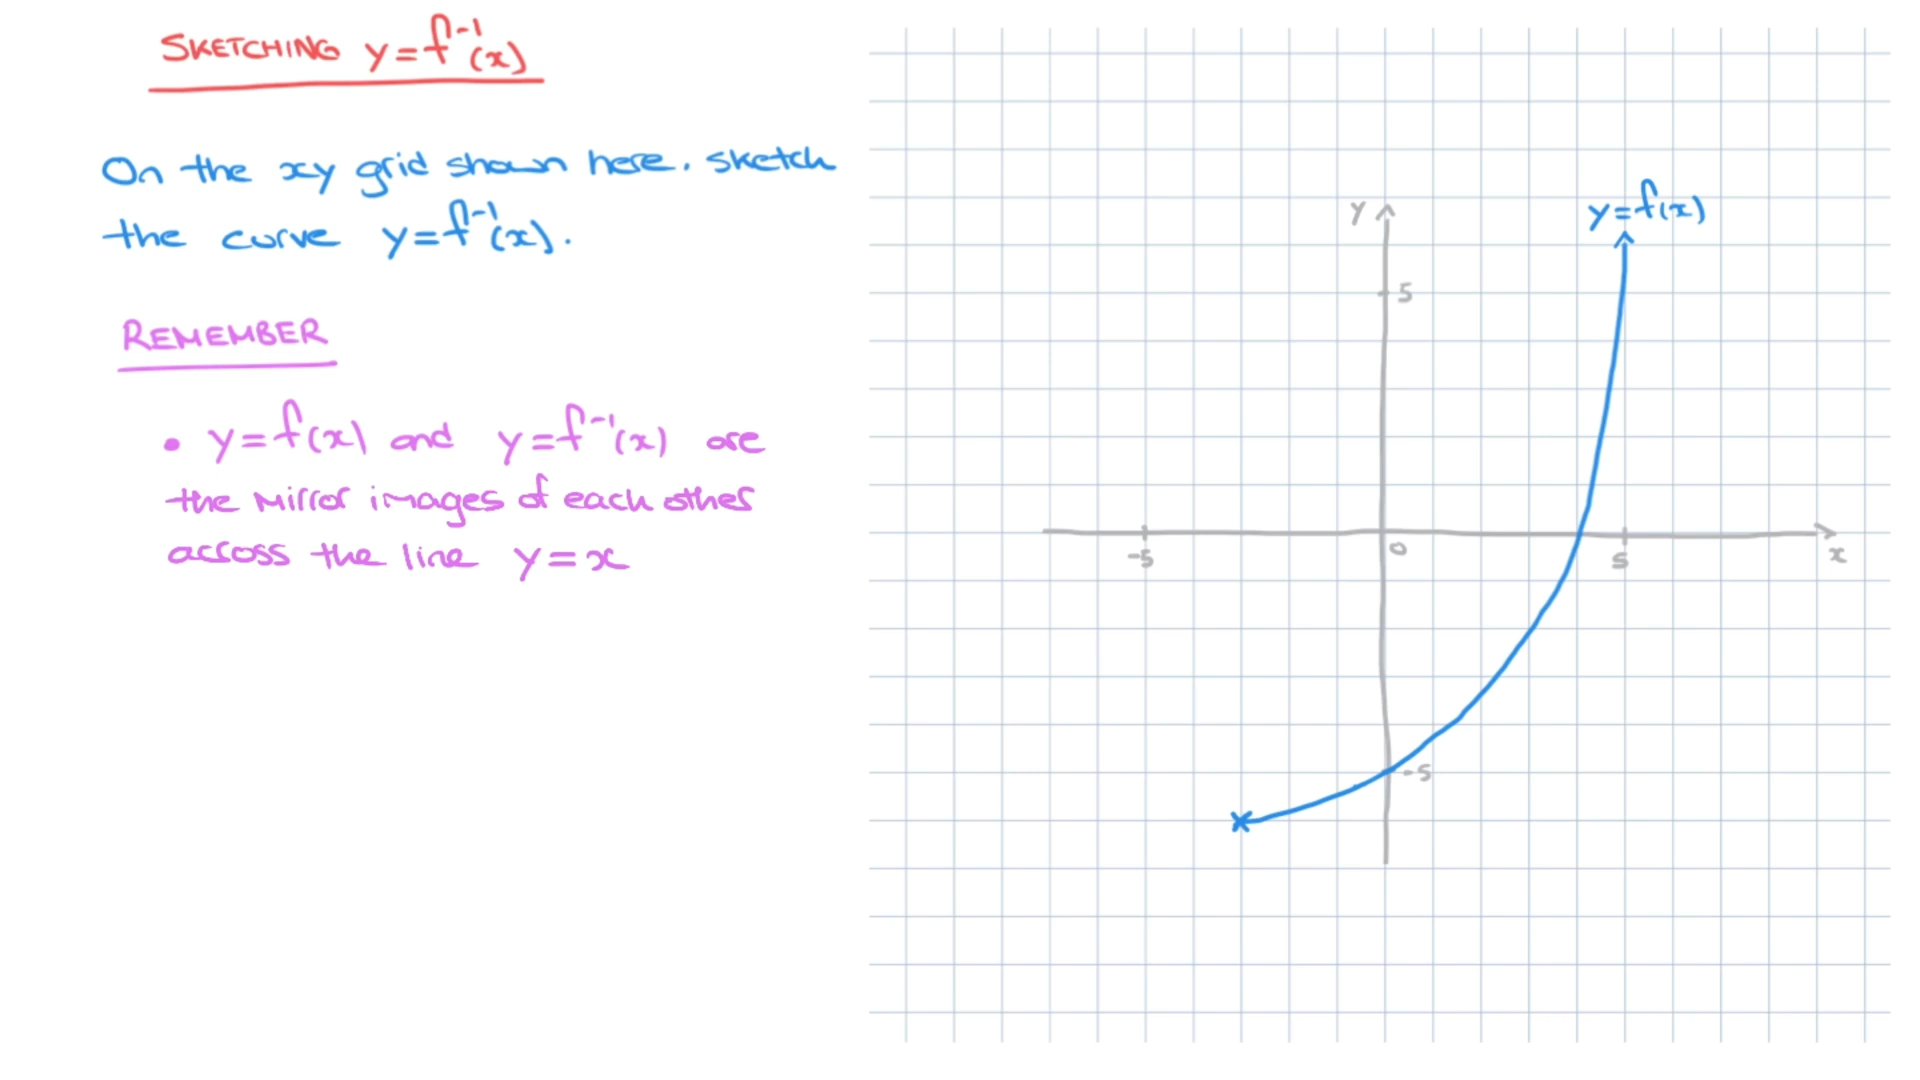 SKETCHING y=f⁻¹(x)
On the xy grid shown here. sketch
the curve y=f⁻¹(x).
REMEMBER
• y=f(x) and y=f⁻¹(x) are
the mirror images of each other
across the line y=x
y=f(x)
y
5
-5
0
5
x
-5